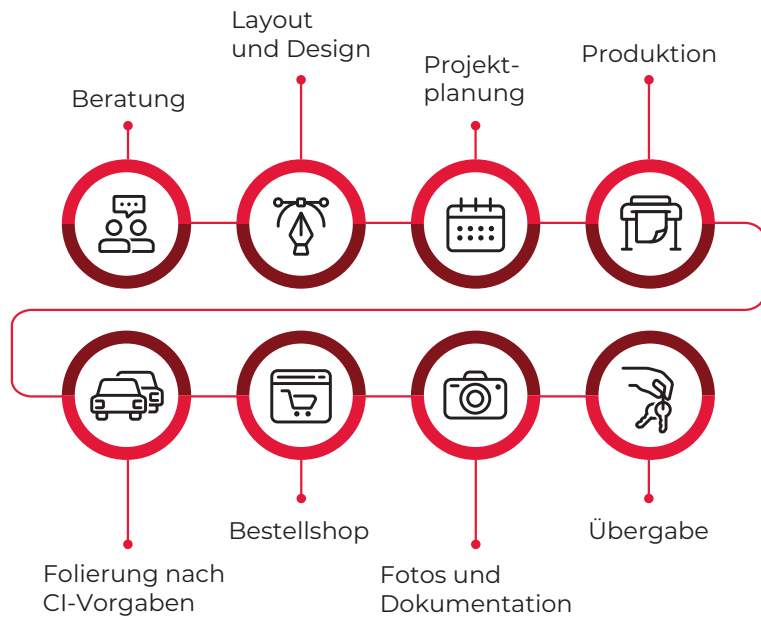 Beratung
Layout
und Design
Projekt-
planung
Produktion
Folierung nach
CI-Vorgaben
Bestellshop
Fotos und
Dokumentation
Übergabe